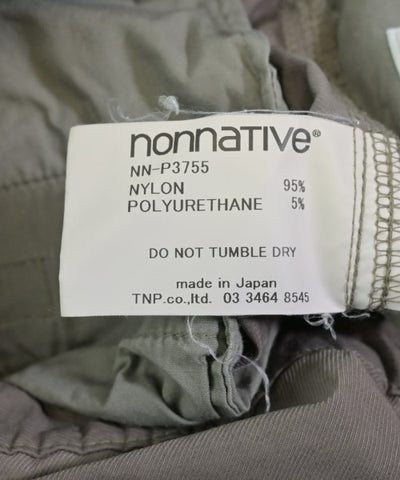 nonnative®
NN-P3755
NYLON 95%
POLYURETHANE 5%
DO NOT TUMBLE DRY
made in Japan
TNP.co.,ltd. 03 3464 8545